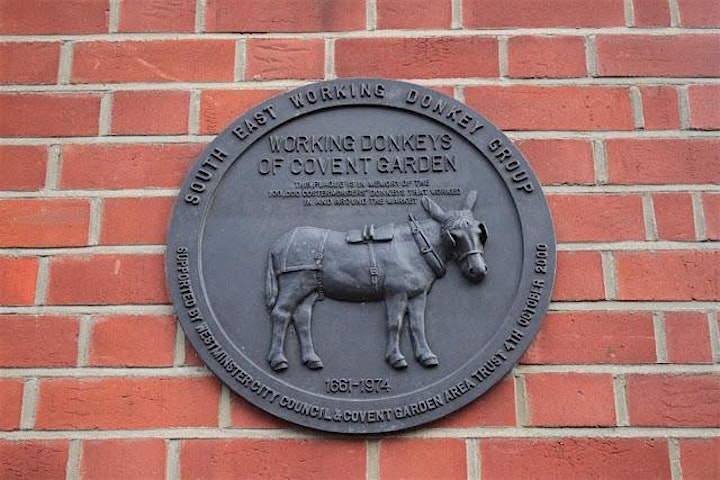 SOUTH EAST WORKING DONKEY GROUP
WORKING DONKEYS
OF COVENT GARDEN
THIS PLAQUE IS IN MEMORY OF THE
100,000 COSTERMONGERS' DONKEYS THAT WORKED
IN AND AROUND THE MARKET
1661-1974
SUPPORTED BY WESTMINSTER CITY COUNCIL & COVENT GARDEN AREA TRUST 4TH OCTOBER 2000